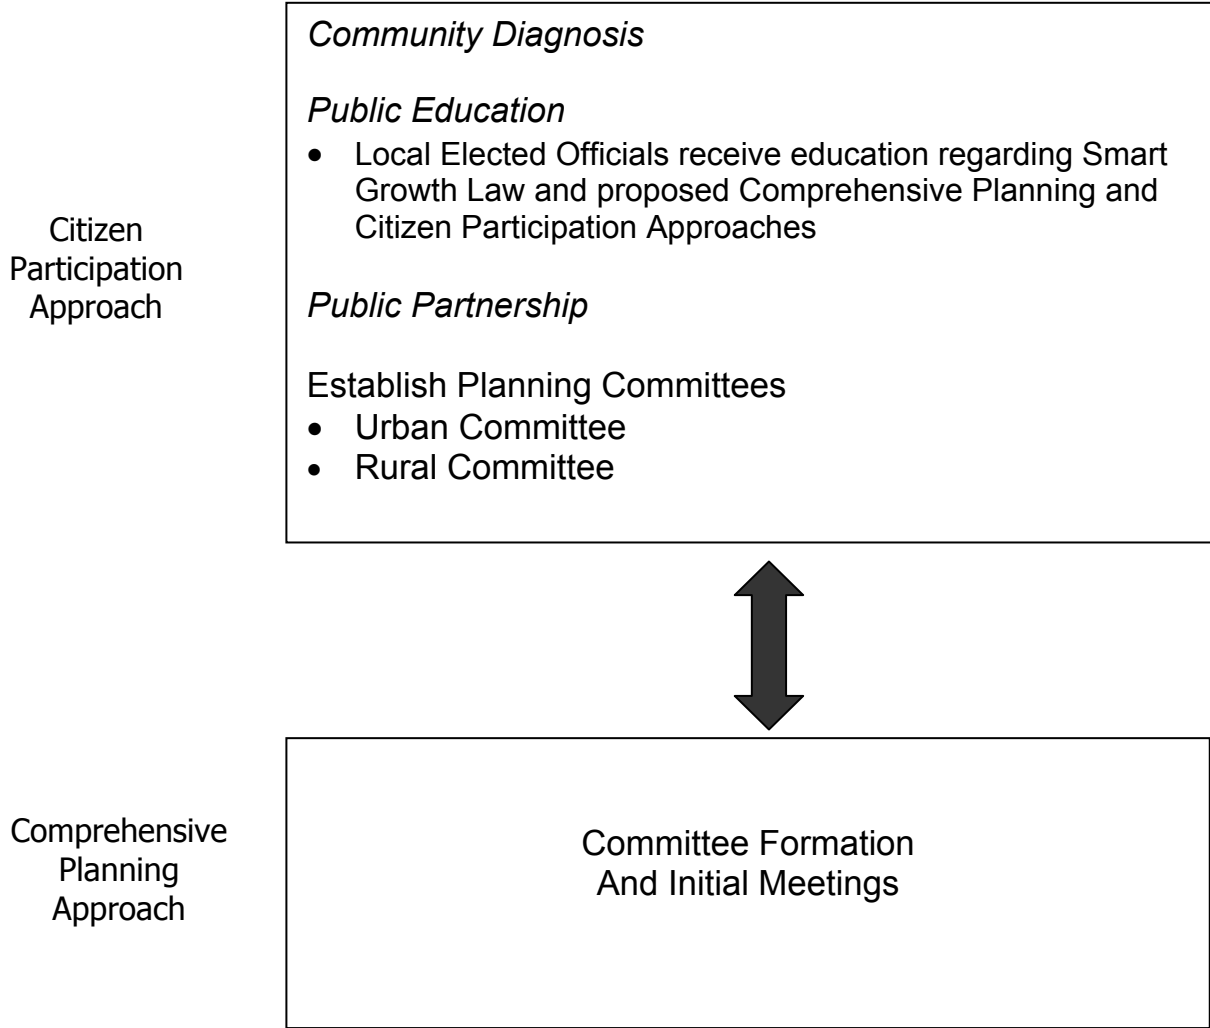 Community Diagnosis
Public Education
• Local Elected Officials receive education regarding Smart
Growth Law and proposed Comprehensive Planning and
Citizen Participation Approaches
Citizen
Participation
Approach
Public Partnership
Establish Planning Committees
• Urban Committee
• Rural Committee
Comprehensive
Planning
Approach
Committee Formation
And Initial Meetings